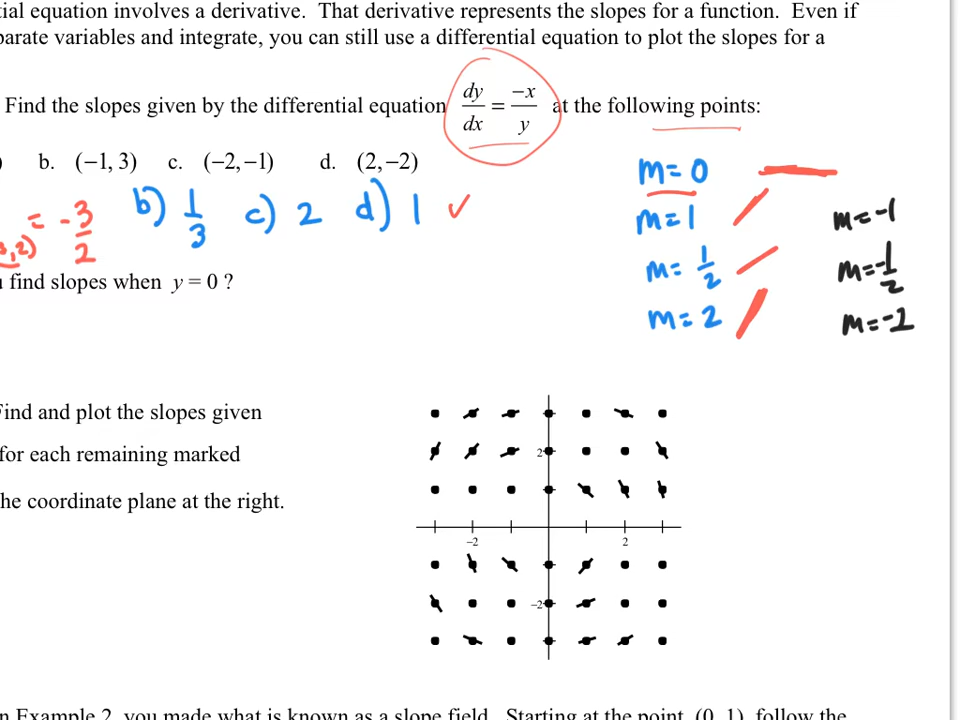 tial equation involves a derivative. That derivative represents the slopes for a function. Even if
parate variables and integrate, you can still use a differential equation to plot the slopes for a
Find the slopes given by the differential equation dy/dx = -x/y at the following points:
) b. (−1, 3) c. (−2, −1) d. (2, −2)
m = 0
b) 1/3 c) 2 d) 1 ✓
= -3/2
,2)
m = 1
m = -1
find slopes when y = 0 ?
m = 1/2
m = -1/2
m = 2
m = -2
Find and plot the slopes given
for each remaining marked
he coordinate plane at the right.
2
−2 2
−2
n Example 2, you made what is known as a slope field. Starting at the point (0, 1), follow the